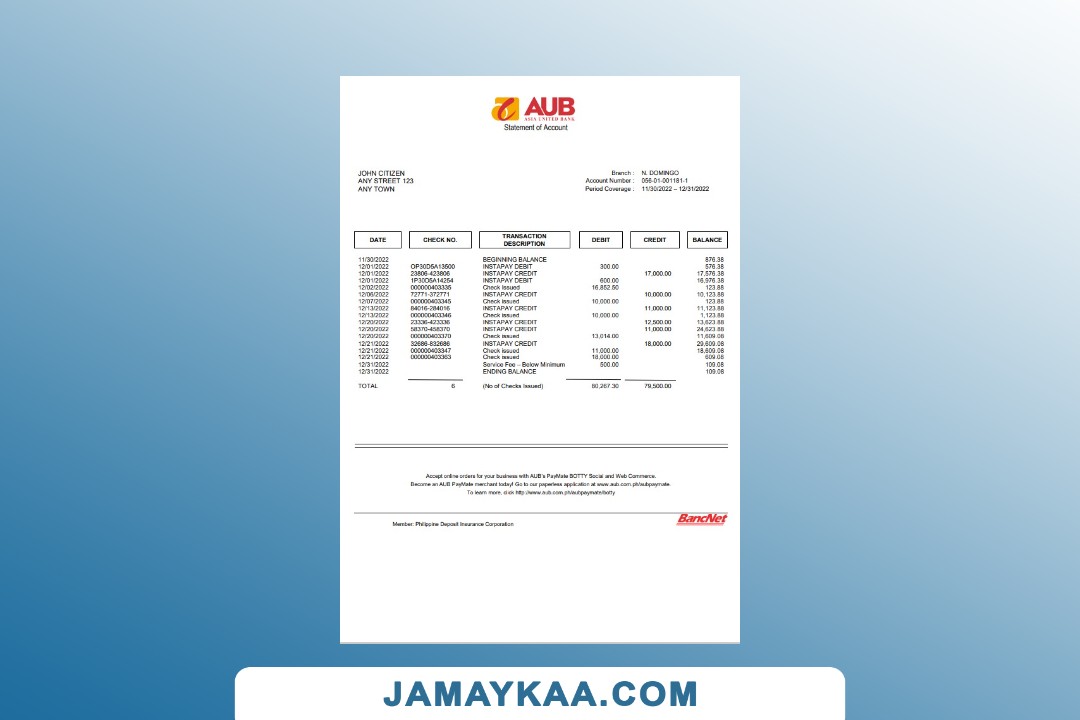 AUB
ASIA UNITED BANK
Statement of Account
JOHN CITIZEN
ANY STREET 123
ANY TOWN
Branch : N. DOMINGO
Account Number : 056-01-001181-1
Period Coverage : 11/30/2022 – 12/31/2022
DATE CHECK NO. TRANSACTION DESCRIPTION DEBIT CREDIT BALANCE
11/30/2022 BEGINNING BALANCE 876.38
12/01/2022 OP30D5A13500 INSTAPAY DEBIT 300.00 576.38
12/01/2022 23806-423806 INSTAPAY CREDIT 17,000.00 17,576.38
12/01/2022 1P30D5A14254 INSTAPAY DEBIT 600.00 16,976.38
12/02/2022 000000403335 Check issued 16,852.50 123.88
12/06/2022 72771-372771 INSTAPAY CREDIT 10,000.00 10,123.88
12/07/2022 000000403345 Check issued 10,000.00 123.88
12/13/2022 84016-284016 INSTAPAY CREDIT 11,000.00 11,123.88
12/13/2022 000000403346 Check issued 10,000.00 1,123.88
12/20/2022 23336-423336 INSTAPAY CREDIT 12,500.00 13,623.88
12/20/2022 58370-458370 INSTAPAY CREDIT 11,000.00 24,623.88
12/20/2022 000000403370 Check issued 13,014.00 11,609.08
12/21/2022 32686-832686 INSTAPAY CREDIT 18,000.00 29,609.08
12/21/2022 000000403347 Check issued 11,000.00 18,609.08
12/21/2022 000000403363 Check issued 18,000.00 609.08
12/31/2022 Service Fee – Below Minimum 500.00 109.08
12/31/2022 ENDING BALANCE 109.08
TOTAL 6 (No of Checks Issued) 80,267.30 79,500.00
Accept online orders for your business with AUB's PayMate BOTTY Social and Web Commerce.
Become an AUB PayMate merchant today! Go to our paperless application at www.aub.com.ph/aubpaymate.
To learn more, click http://www.aub.com.ph/aubpaymate/botty
Member: Philippine Deposit Insurance Corporation
BancNet
JAMAYKAA.COM